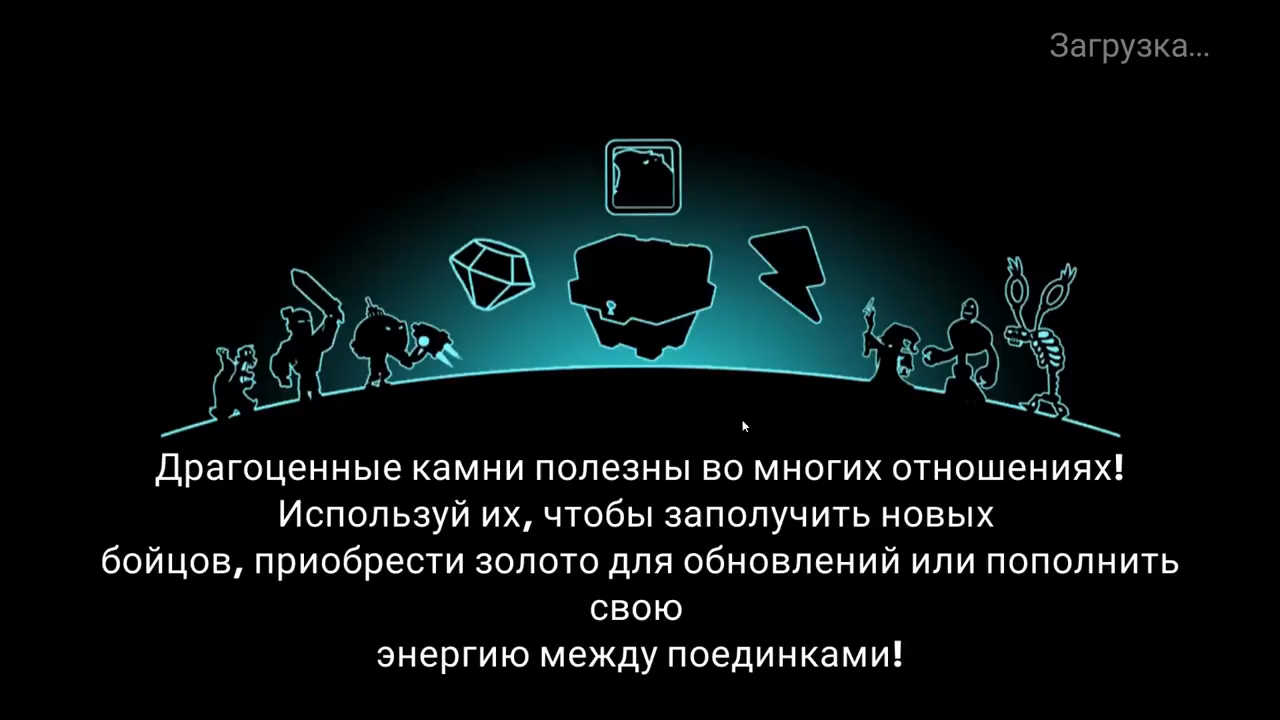 Загрузка...
Драгоценные камни полезны во многих отношениях!
Используй их, чтобы заполучить новых
бойцов, приобрести золото для обновлений или пополнить
свою
энергию между поединками!